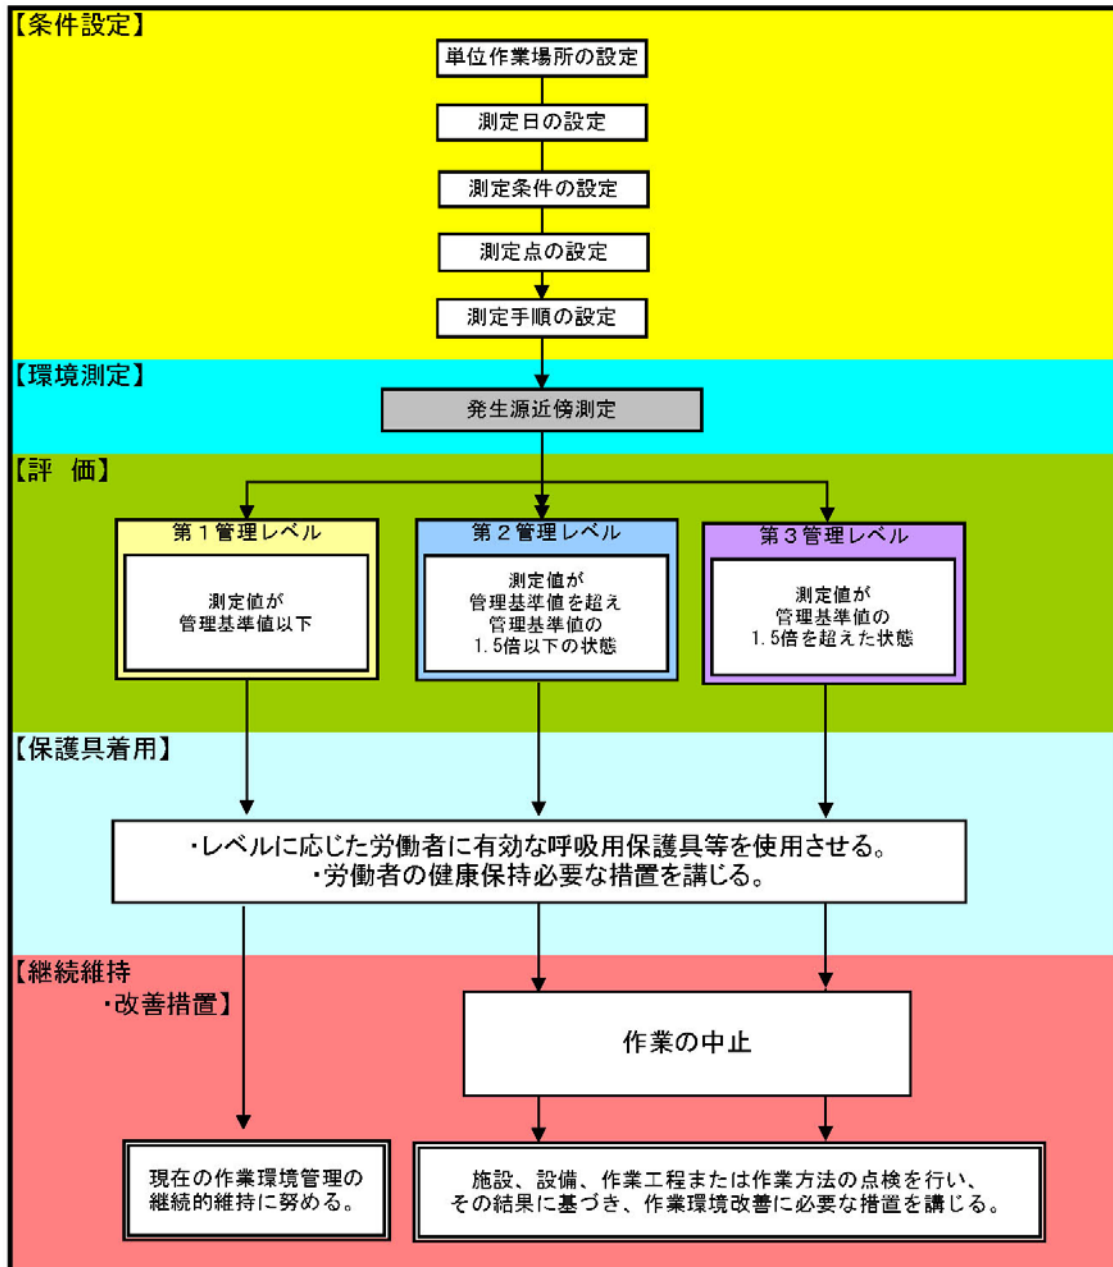 【条件設定】
単位作業場所の設定
測定日の設定
測定条件の設定
測定点の設定
測定手順の設定
【環境測定】
発生源近傍測定
【評　価】
第１管理レベル
測定値が
管理基準値以下
第２管理レベル
測定値が
管理基準値を超え
管理基準値の
1.5倍以下の状態
第３管理レベル
測定値が
管理基準値の
1.5倍を超えた状態
【保護具着用】
・レベルに応じた労働者に有効な呼吸用保護具等を使用させる。
・労働者の健康保持必要な措置を講じる。
【継続維持
・改善措置】
作業の中止
現在の作業環境管理の
継続的維持に努める。
施設、設備、作業工程または作業方法の点検を行い、
その結果に基づき、作業環境改善に必要な措置を講じる。